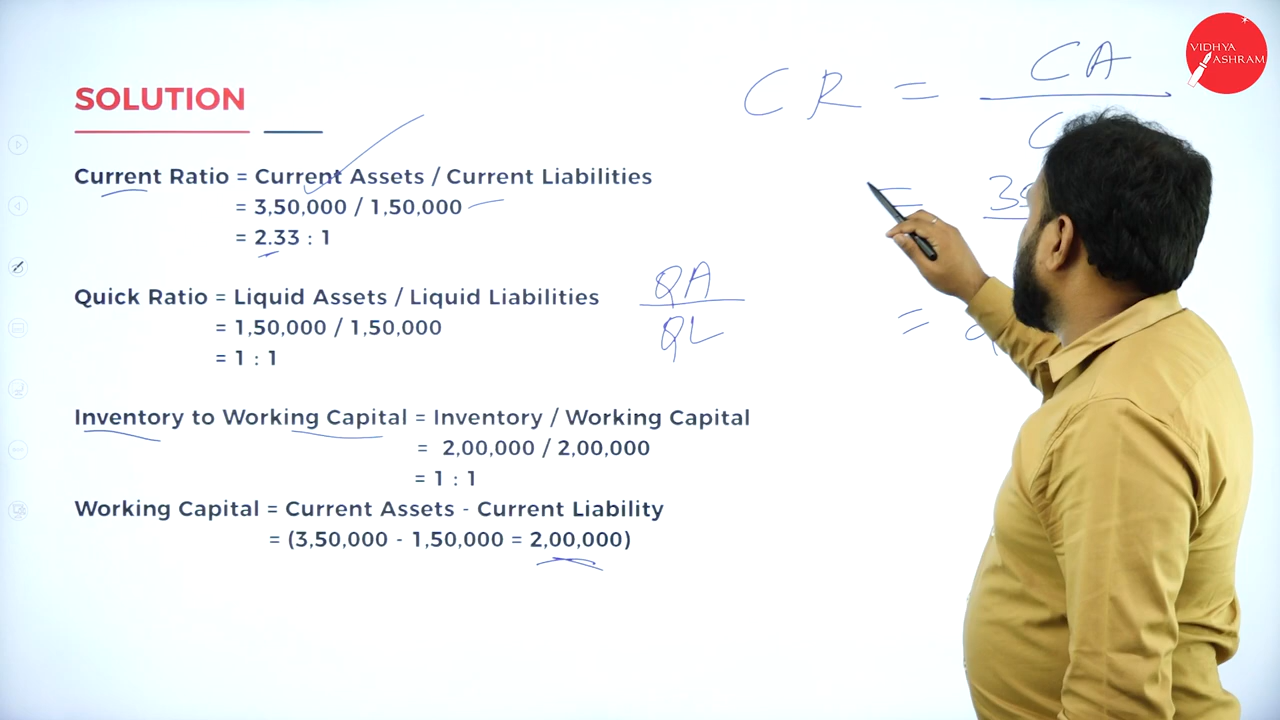 VIDHYA
ASHRAM
SOLUTION
Current Ratio = Current Assets / Current Liabilities
= 3,50,000 / 1,50,000
= 2.33 : 1
Quick Ratio = Liquid Assets / Liquid Liabilities
= 1,50,000 / 1,50,000
= 1 : 1
Inventory to Working Capital = Inventory / Working Capital
= 2,00,000 / 2,00,000
= 1 : 1
Working Capital = Current Assets - Current Liability
= (3,50,000 - 1,50,000 = 2,00,000)
CR = CA
=
=
QA
QL